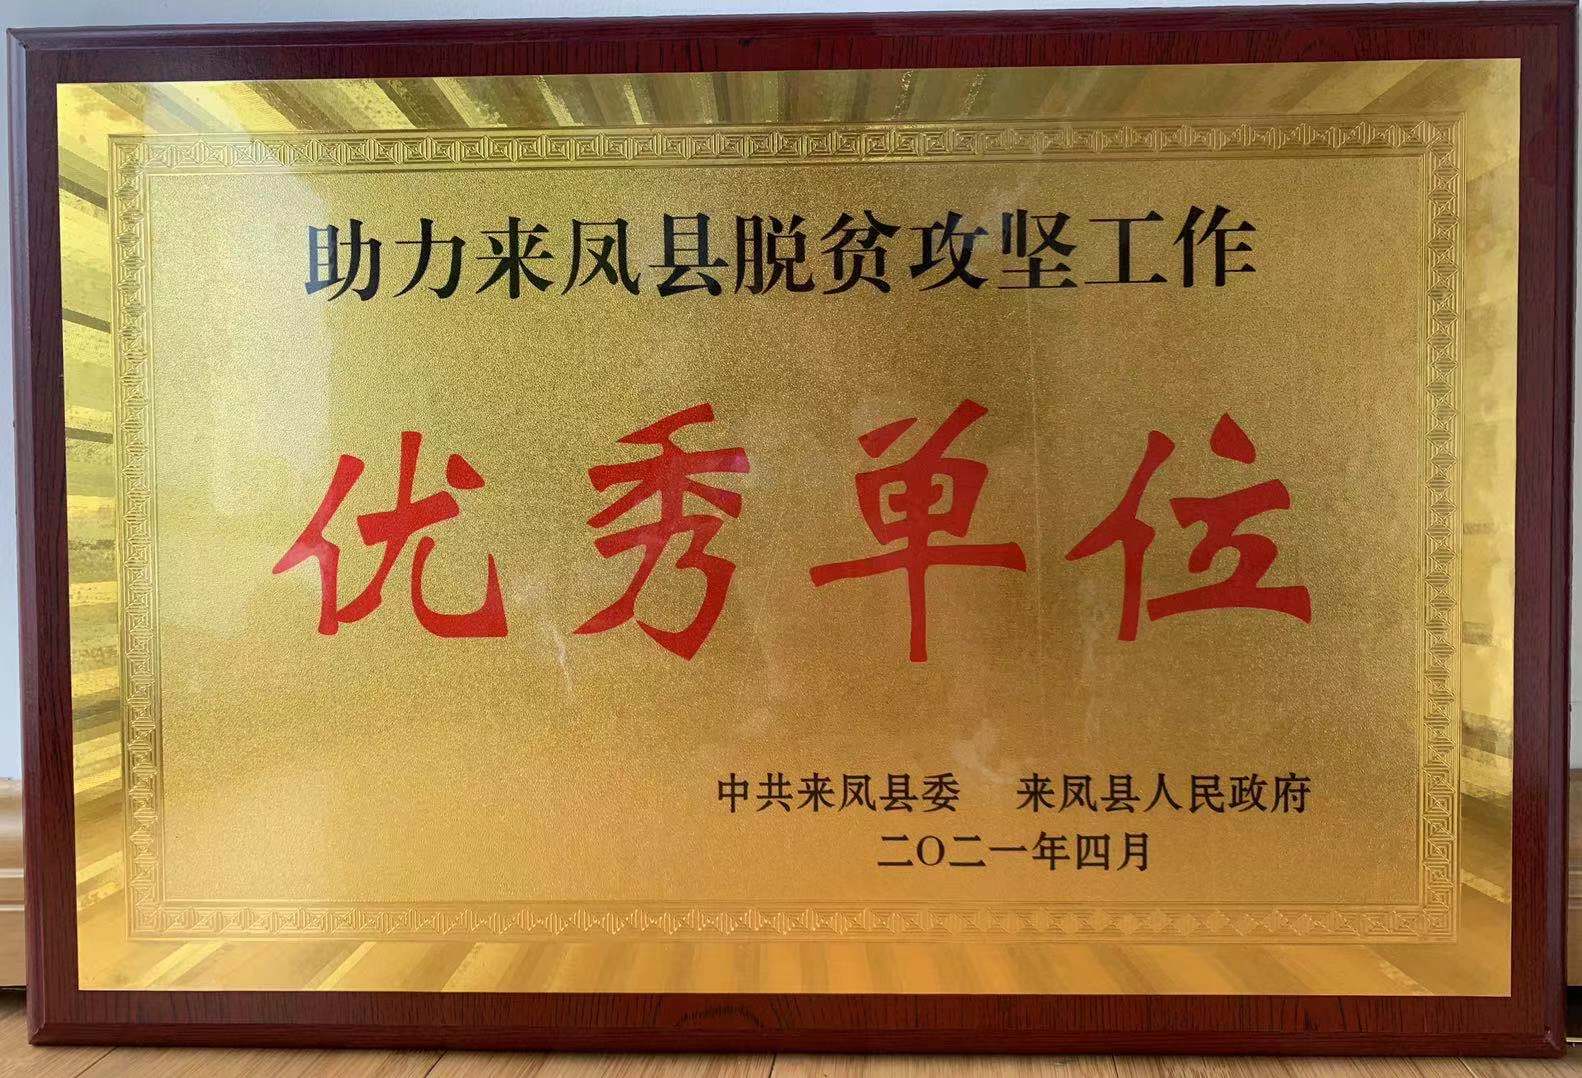 助力来凤县脱贫攻坚工作
优秀单位
中共来凤县委 来凤县人民政府
二〇二一年四月